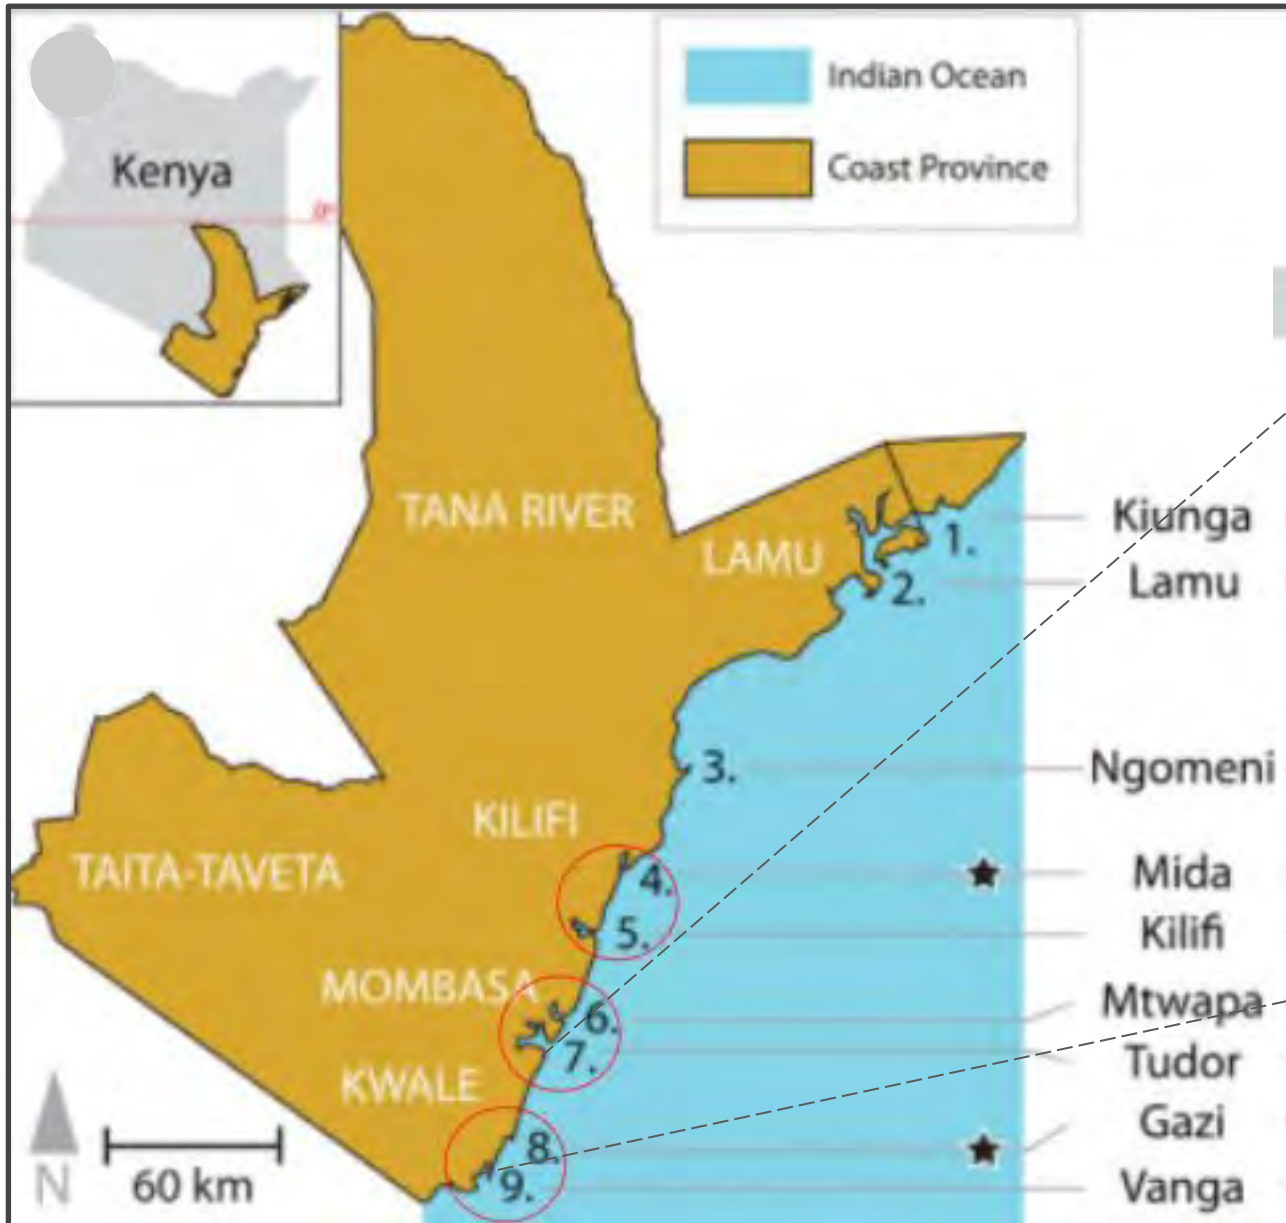 Kenya
0°
Indian Ocean
Coast Province
TANA RIVER
LAMU
KILIFI
TAITA-TAVETA
MOMBASA
KWALE
1.
2.
3.
4.
5.
6.
7.
8.
9.
Kiunga
Lamu
Ngomeni
Mida
Kilifi
Mtwapa
Tudor
Gazi
Vanga
N
60 km